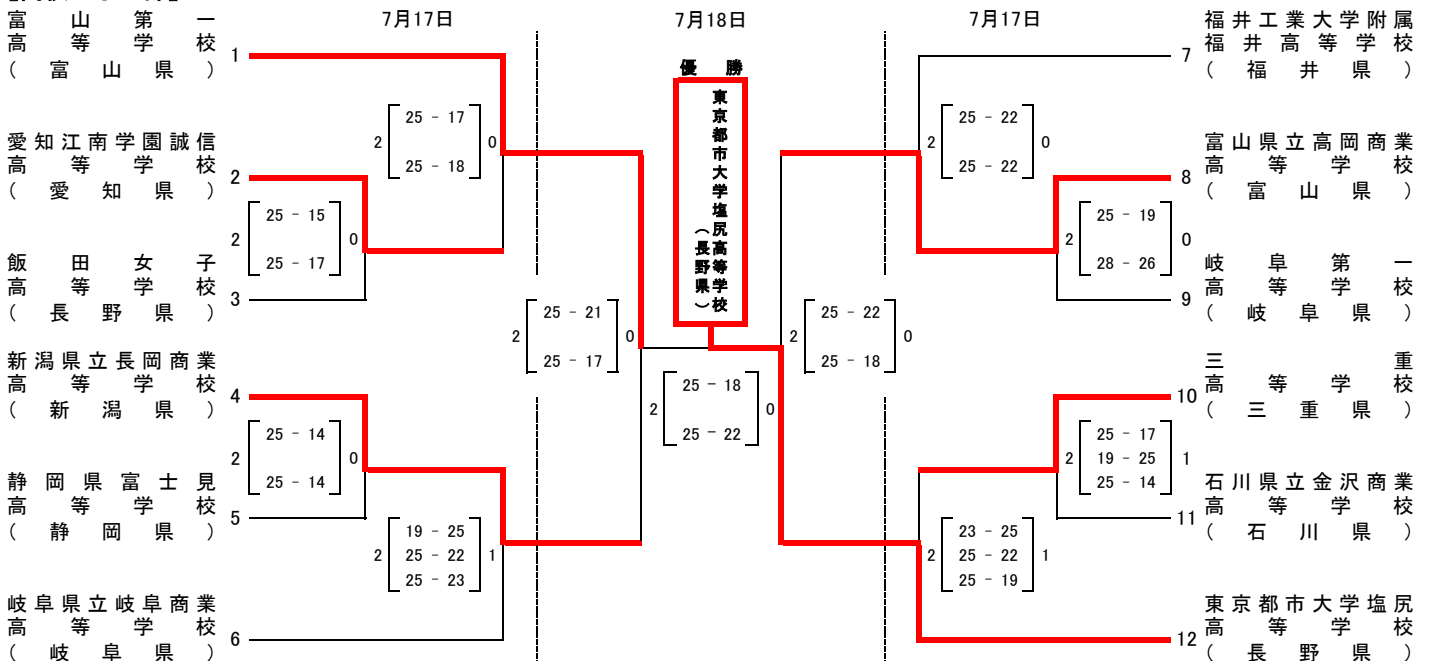 7月17日
7月18日
7月17日
富山第一
高等学校
(富山県)
1
愛知江南学園誠信
高等学校
(愛知県)
2
飯田女子
高等学校
(長野県)
3
新潟県立長岡商業
高等学校
(新潟県)
4
静岡県富士見
高等学校
(静岡県)
5
岐阜県立岐阜商業
高等学校
(岐阜県)
6
2
25 - 17
25 - 18
0
2
25 - 15
25 - 17
0
2
25 - 14
25 - 14
0
2
19 - 25
25 - 22
25 - 23
1
2
25 - 21
25 - 17
0
優勝
東京都市大学塩尻高等学校
(長野県)
2
25 - 18
25 - 22
0
2
25 - 22
25 - 18
0
2
25 - 22
25 - 22
0
2
25 - 19
28 - 26
0
2
25 - 17
19 - 25
25 - 14
1
2
23 - 25
25 - 22
25 - 19
1
7
福井工業大学附属
福井高等学校
(福井県)
8
富山県立高岡商業
高等学校
(富山県)
9
岐阜第一
高等学校
(岐阜県)
10
三重
高等学校
(三重県)
11
石川県立金沢商業
高等学校
(石川県)
12
東京都市大学塩尻
高等学校
(長野県)